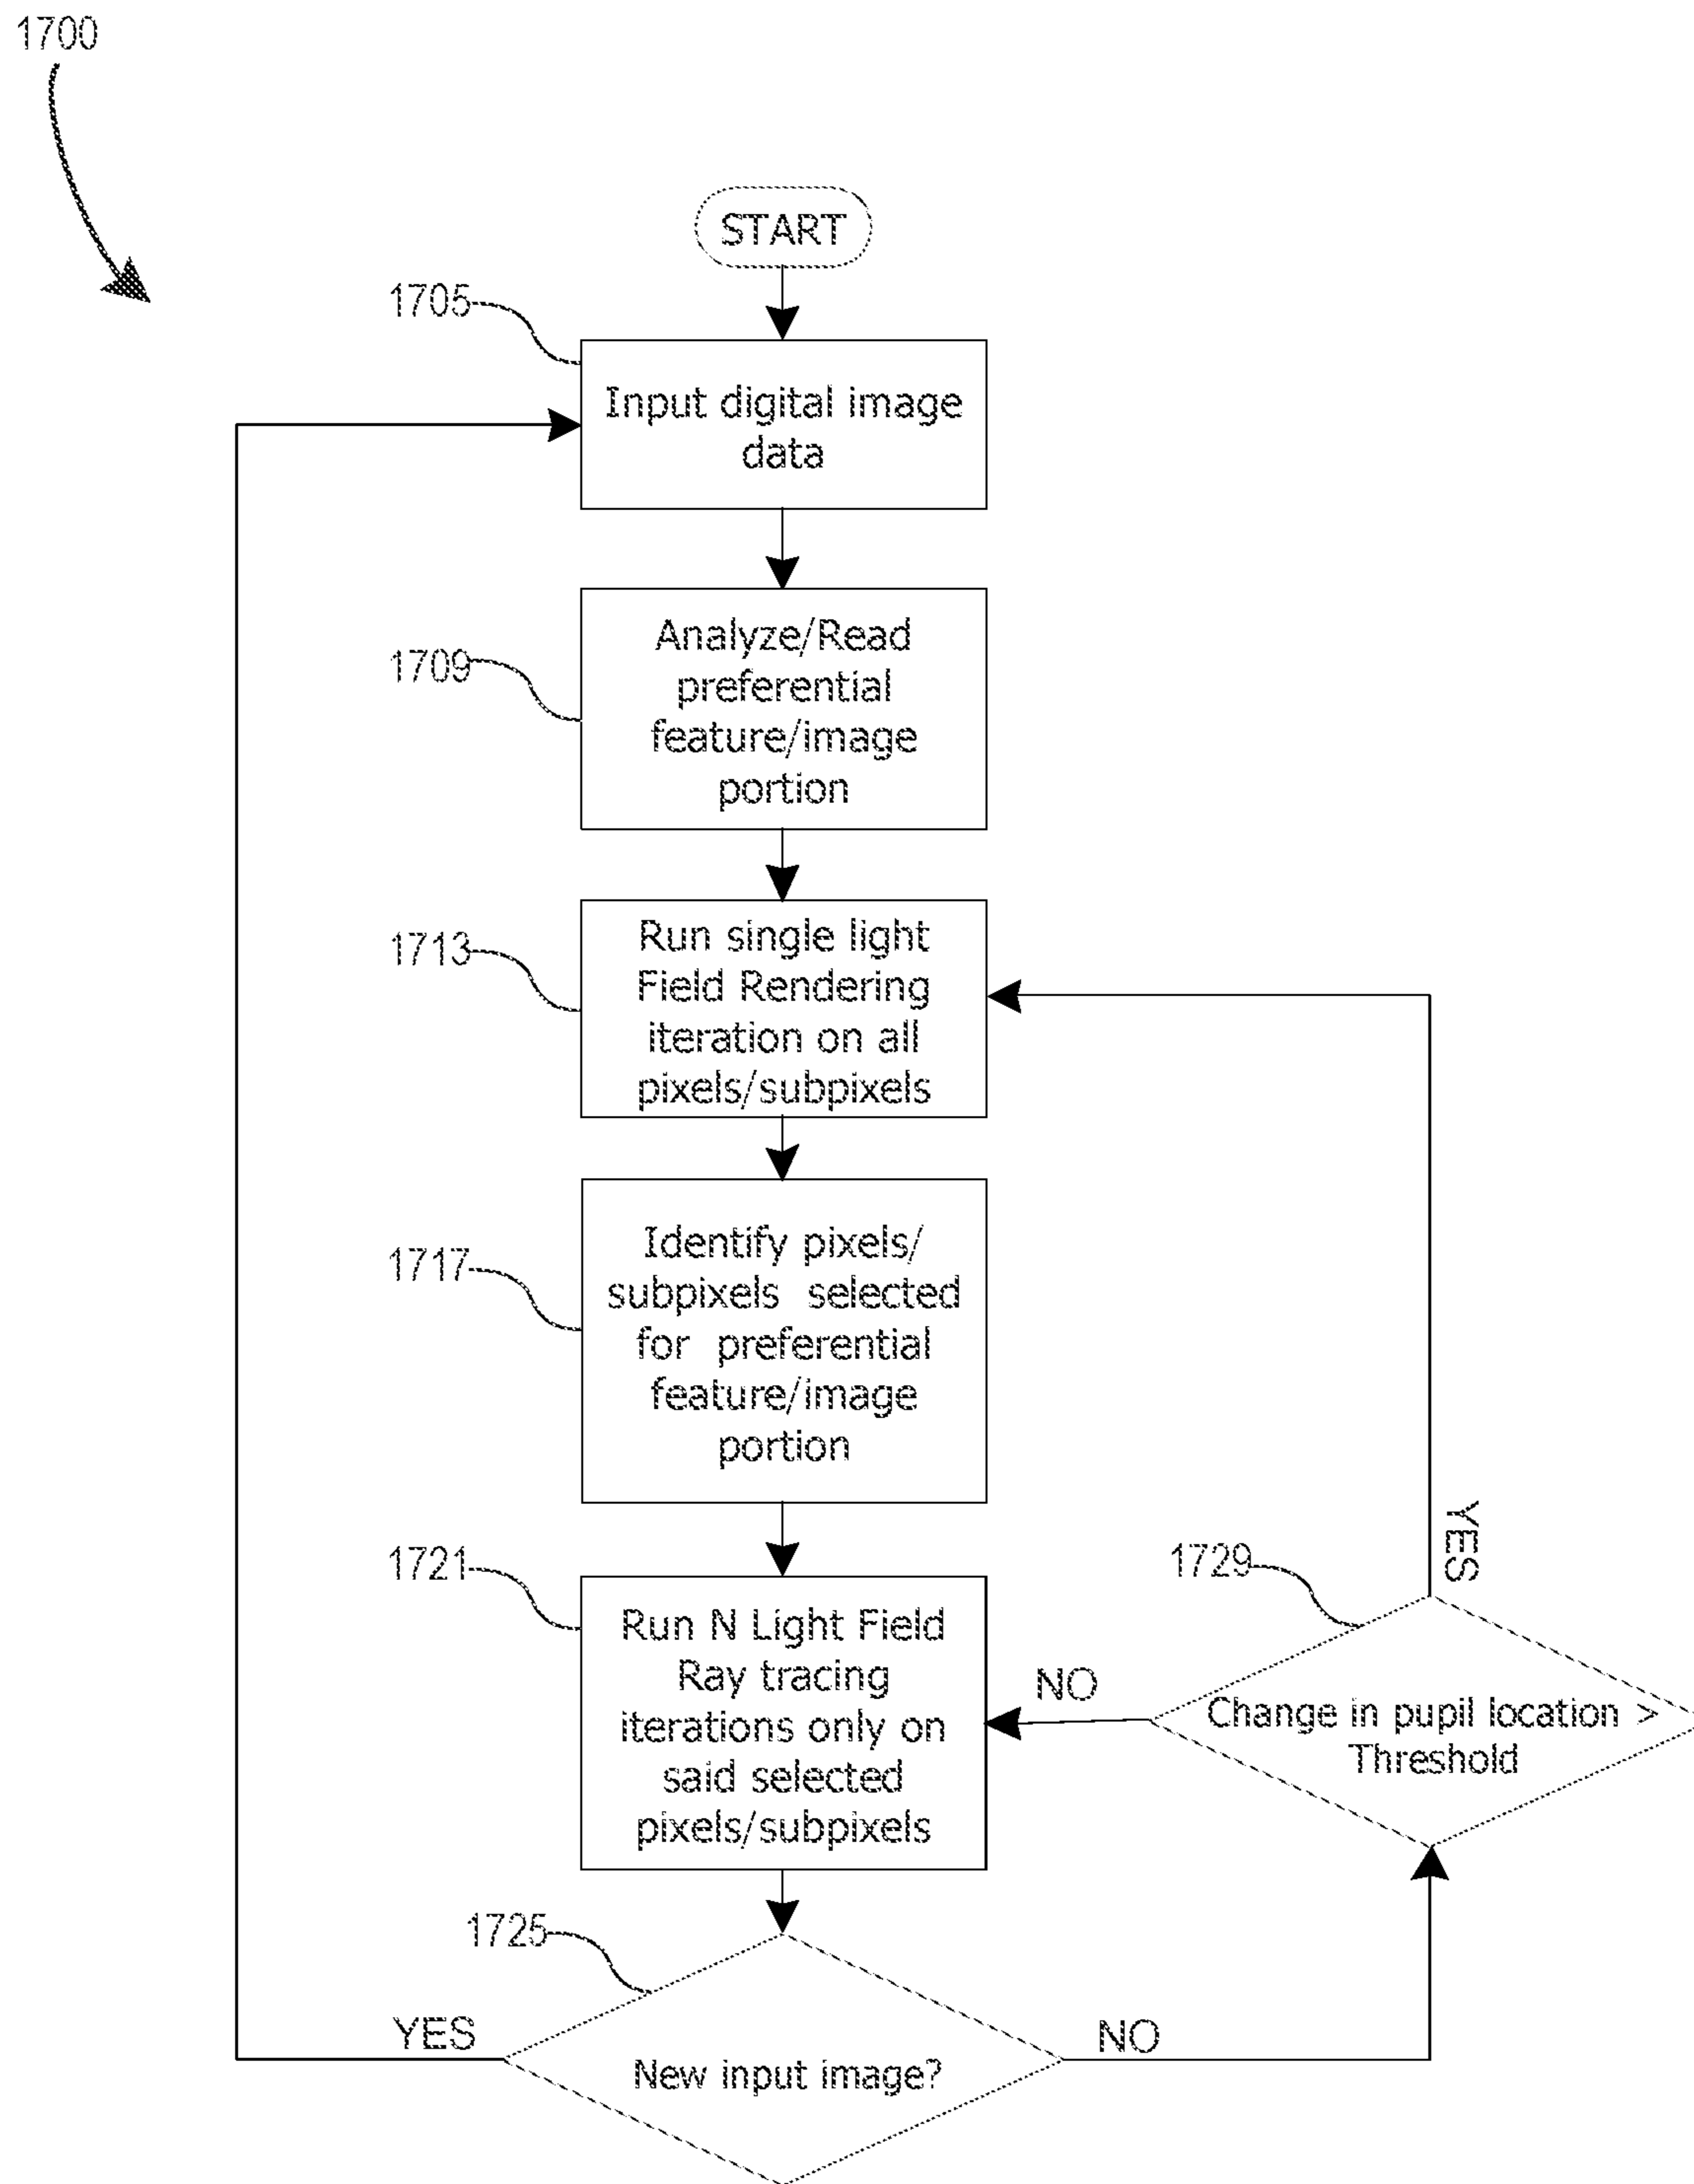 1700
START
1705
Input digital image
data
1709
Analyze/Read
preferential
feature/image
portion
1713
Run single light
Field Rendering
iteration on all
pixels/subpixels
1717
Identify pixels/
subpixels selected
for preferential
feature/image
portion
1721
Run N Light Field
Ray tracing
iterations only on
said selected
pixels/subpixels
1729
YES
NO
Change in pupil location >
Threshold
1725
YES
New input image?
NO